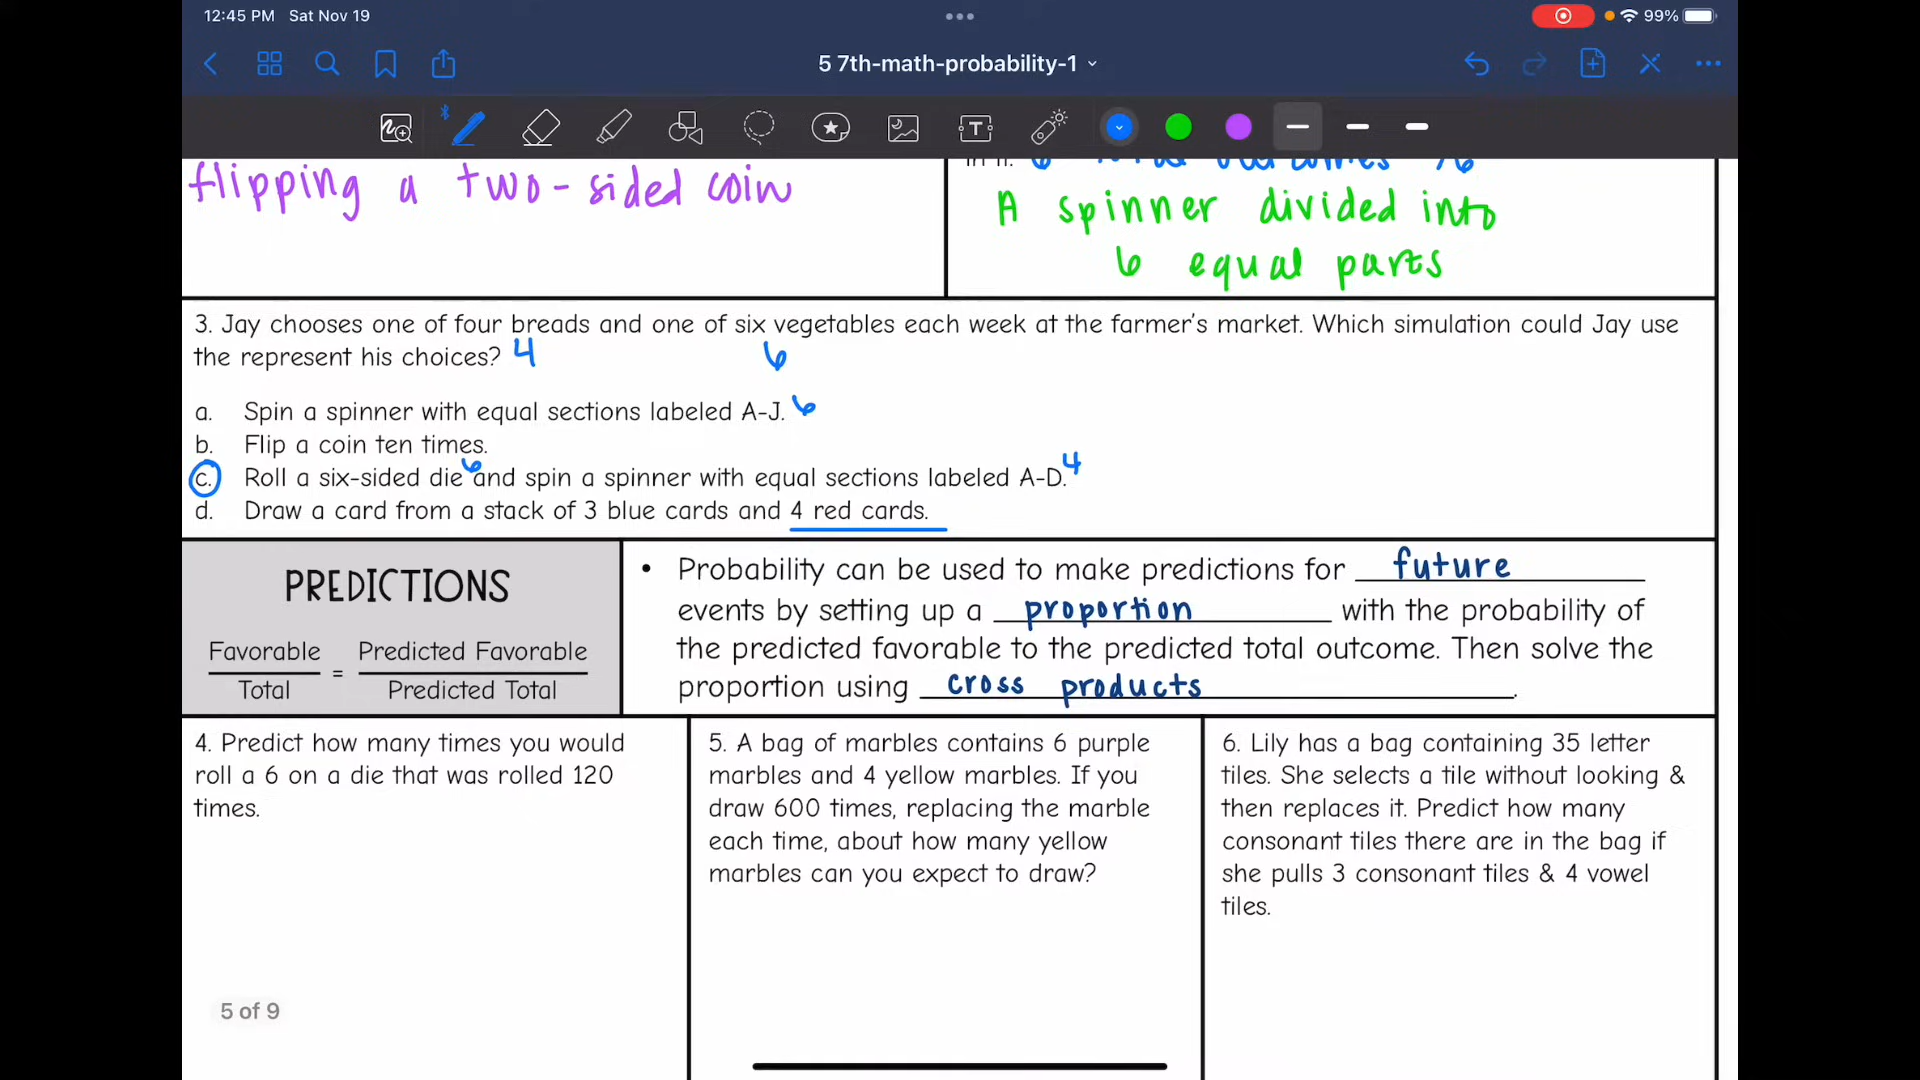 12:45 PM Sat Nov 19
99%
5 7th-math-probability-1
T
flipping a two-sided coin
A spinner divided into
6 equal parts
3. Jay chooses one of four breads and one of six vegetables each week at the farmer's market. Which simulation could Jay use
the represent his choices? 4 6
a. Spin a spinner with equal sections labeled A-J. 6
b. Flip a coin ten times.
c. Roll a six-sided die 6 and spin a spinner with equal sections labeled A-D. 4
d. Draw a card from a stack of 3 blue cards and 4 red cards.
PREDICTIONS
Favorable Predicted Favorable
=
Total Predicted Total
• Probability can be used to make predictions for future
events by setting up a proportion with the probability of
the predicted favorable to the predicted total outcome. Then solve the
proportion using cross products.
4. Predict how many times you would
roll a 6 on a die that was rolled 120
times.
5. A bag of marbles contains 6 purple
marbles and 4 yellow marbles. If you
draw 600 times, replacing the marble
each time, about how many yellow
marbles can you expect to draw?
6. Lily has a bag containing 35 letter
tiles. She selects a tile without looking &
then replaces it. Predict how many
consonant tiles there are in the bag if
she pulls 3 consonant tiles & 4 vowel
tiles.
5 of 9